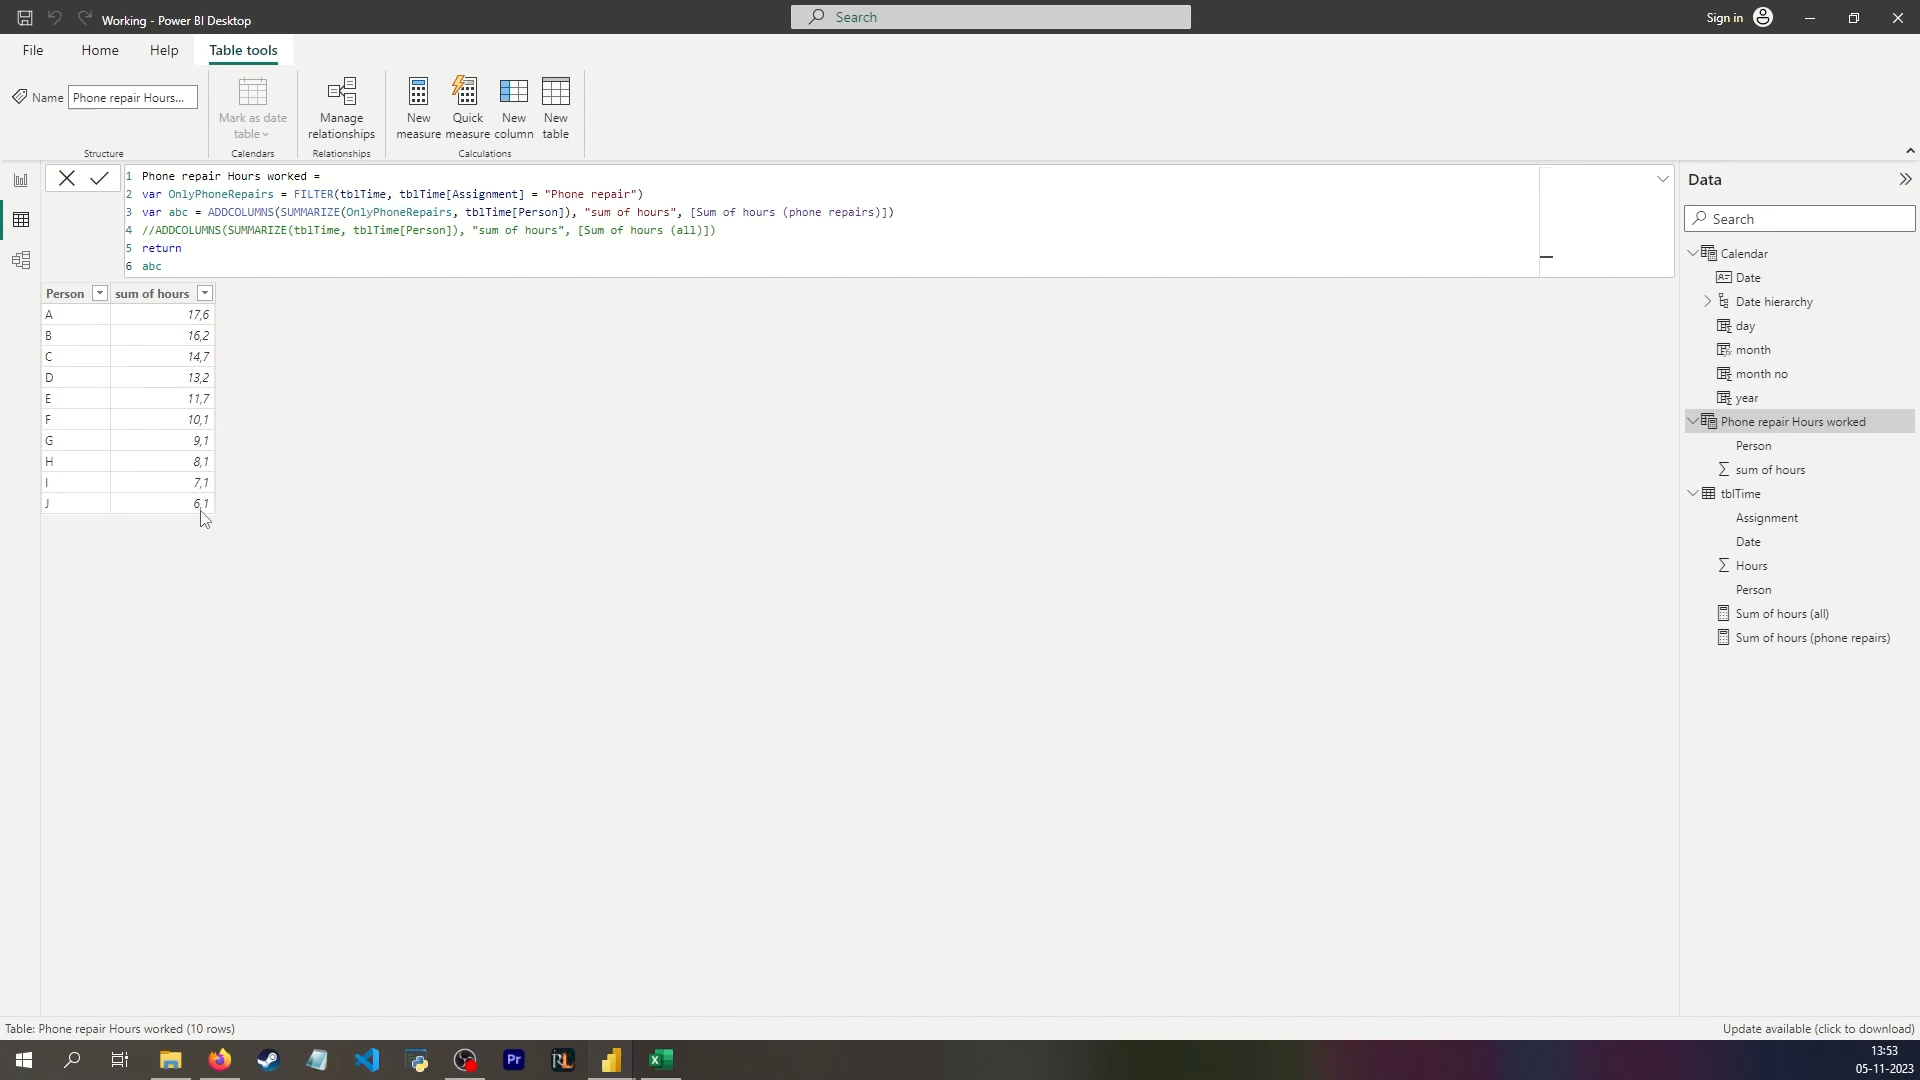 Working - Power BI Desktop
Search
Sign in
File
Home
Help
Table tools
Name
Phone repair Hours...
Mark as date
table
New
measure
Manage
relationships
Quick
measure
New
column
New
table
Structure
Calendars
Relationships
Calculations
1 Phone repair Hours worked =
2 var OnlyPhoneRepairs = FILTER(tblTime, tblTime[Assignment] = "Phone repair")
3 var abc = ADDCOLUMNS(SUMMARIZE(OnlyPhoneRepairs, tblTime[Person]), "sum of hours", [Sum of hours (phone repairs)])
4 //ADDCOLUMNS(SUMMARIZE(tblTime, tblTime[Person]), "sum of hours", [Sum of hours (all)])
5 return
6 abc
Person sum of hours
A 17,6
B 16,2
C 14,7
D 13,2
E 11,7
F 10,1
G 9,1
H 8,1
I 7,1
J 6,1
Data
Search
Calendar
Date
Date hierarchy
day
month
month no
year
Phone repair Hours worked
Person
sum of hours
tblTime
Assignment
Date
Hours
Person
Sum of hours (all)
Sum of hours (phone repairs)
Table: Phone repair Hours worked (10 rows)
Update available (click to download)
Pr
RL
13:53
05-11-2023